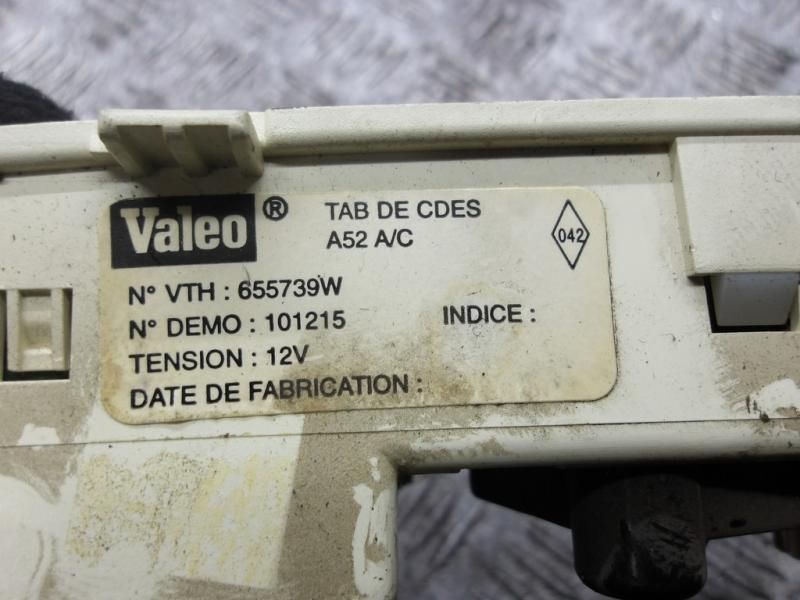 Valeo ® TAB DE CDES
A52 A/C
042
N° VTH : 655739W
N° DEMO : 101215 INDICE :
TENSION : 12V
DATE DE FABRICATION :